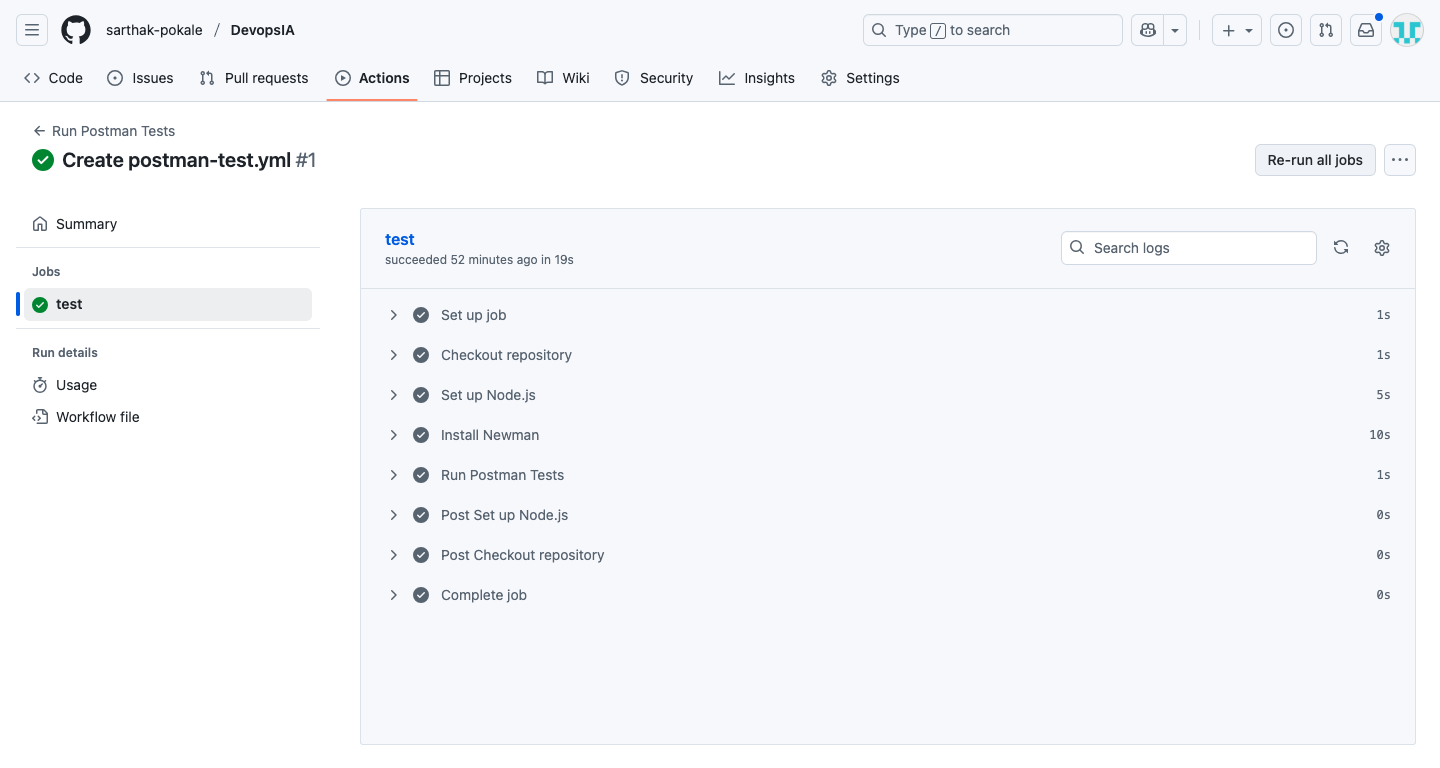 sarthak-pokale / DevopsIA
Type / to search
Code Issues Pull requests Actions Projects Wiki Security Insights Settings
Run Postman Tests
Create postman-test.yml #1
Re-run all jobs
Summary
Jobs
test
Run details
Usage
Workflow file
test
succeeded 52 minutes ago in 19s
Search logs
Set up job 1s
Checkout repository 1s
Set up Node.js 5s
Install Newman 10s
Run Postman Tests 1s
Post Set up Node.js 0s
Post Checkout repository 0s
Complete job 0s